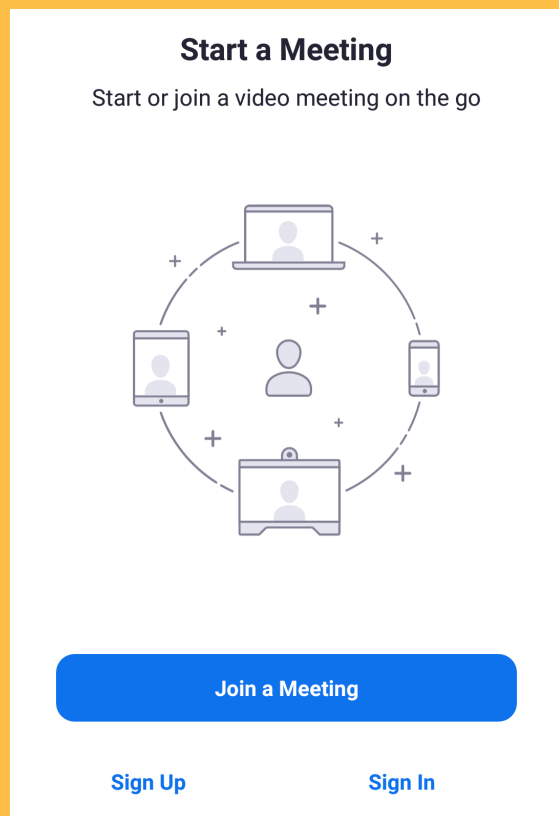 Start a Meeting
Start or join a video meeting on the go
Join a Meeting
Sign Up
Sign In